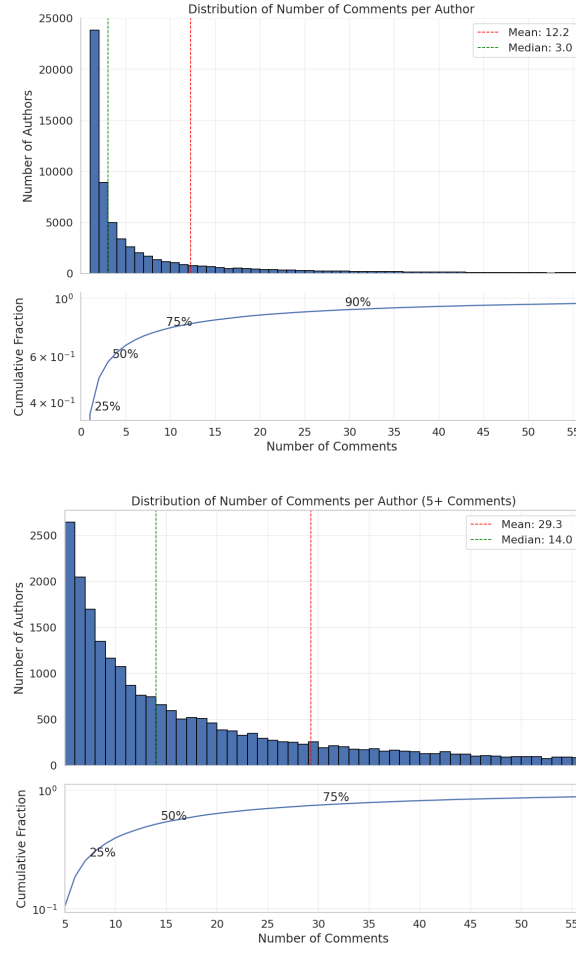 Distribution of Number of Comments per Author
Number of Authors
25000
20000
15000
10000
5000
0
Mean: 12.2
Median: 3.0
Cumulative Fraction
10⁰
6 × 10⁻¹
4 × 10⁻¹
25%
50%
75%
90%
0 5 10 15 20 25 30 35 40 45 50 55
Number of Comments
Distribution of Number of Comments per Author (5+ Comments)
Number of Authors
2500
2000
1500
1000
500
0
Mean: 29.3
Median: 14.0
Cumulative Fraction
10⁰
10⁻¹
25%
50%
75%
5 10 15 20 25 30 35 40 45 50 55
Number of Comments